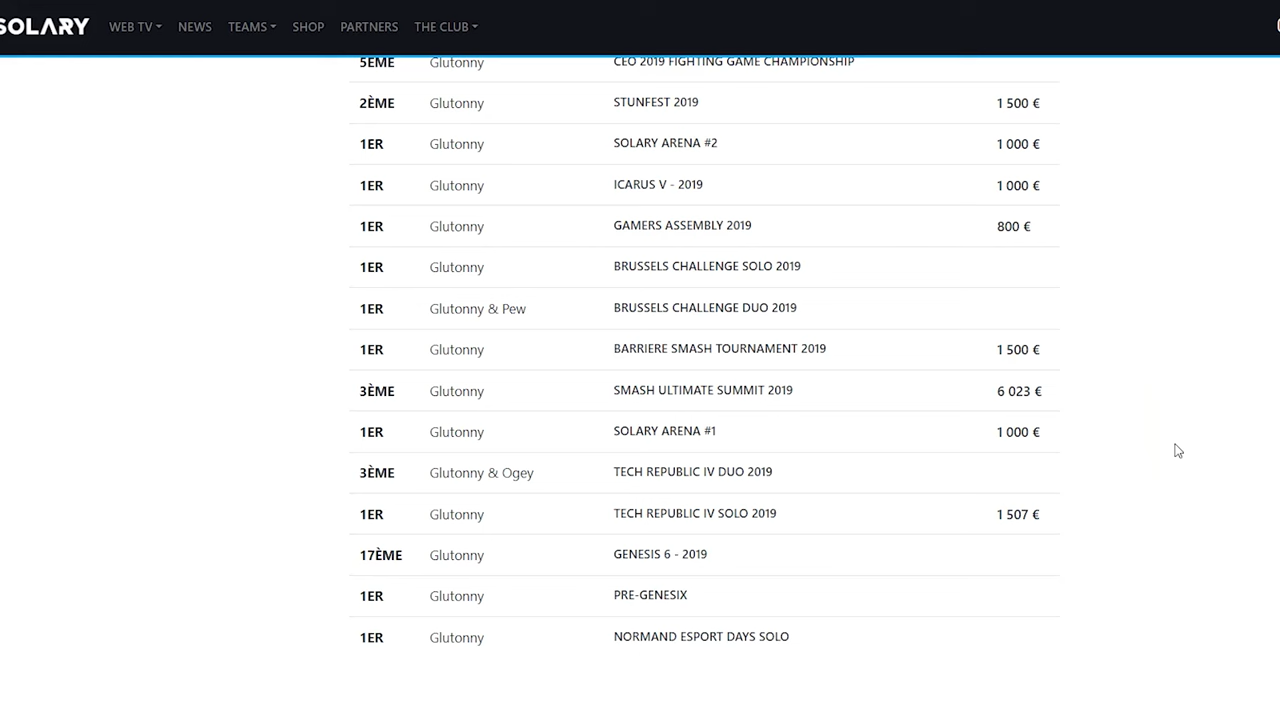 SOLARY WEB TV NEWS TEAMS SHOP PARTNERS THE CLUB
5ÈME Glutonny CEO 2019 FIGHTING GAME CHAMPIONSHIP
2ÈME Glutonny STUNFEST 2019 1 500 €
1ER Glutonny SOLARY ARENA #2 1 000 €
1ER Glutonny ICARUS V - 2019 1 000 €
1ER Glutonny GAMERS ASSEMBLY 2019 800 €
1ER Glutonny BRUSSELS CHALLENGE SOLO 2019
1ER Glutonny & Pew BRUSSELS CHALLENGE DUO 2019
1ER Glutonny BARRIERE SMASH TOURNAMENT 2019 1 500 €
3ÈME Glutonny SMASH ULTIMATE SUMMIT 2019 6 023 €
1ER Glutonny SOLARY ARENA #1 1 000 €
3ÈME Glutonny & Ogey TECH REPUBLIC IV DUO 2019
1ER Glutonny TECH REPUBLIC IV SOLO 2019 1 507 €
17ÈME Glutonny GENESIS 6 - 2019
1ER Glutonny PRE-GENESIX
1ER Glutonny NORMAND ESPORT DAYS SOLO